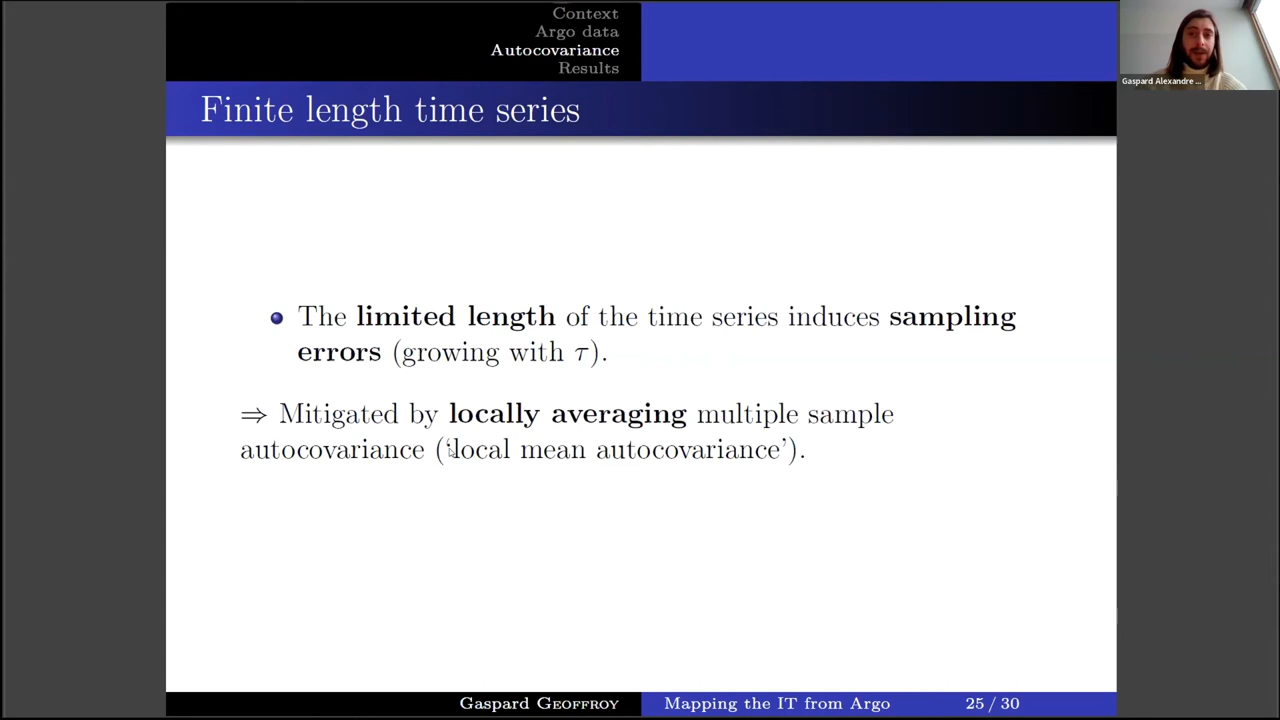 Context
Argo data
Autocovariance
Results
Gaspard Alexandre ...
Finite length time series
The limited length of the time series induces sampling
errors (growing with τ).
⇒ Mitigated by locally averaging multiple sample
autocovariance (‘local mean autocovariance’).
Gaspard Geoffroy Mapping the IT from Argo 25 / 30